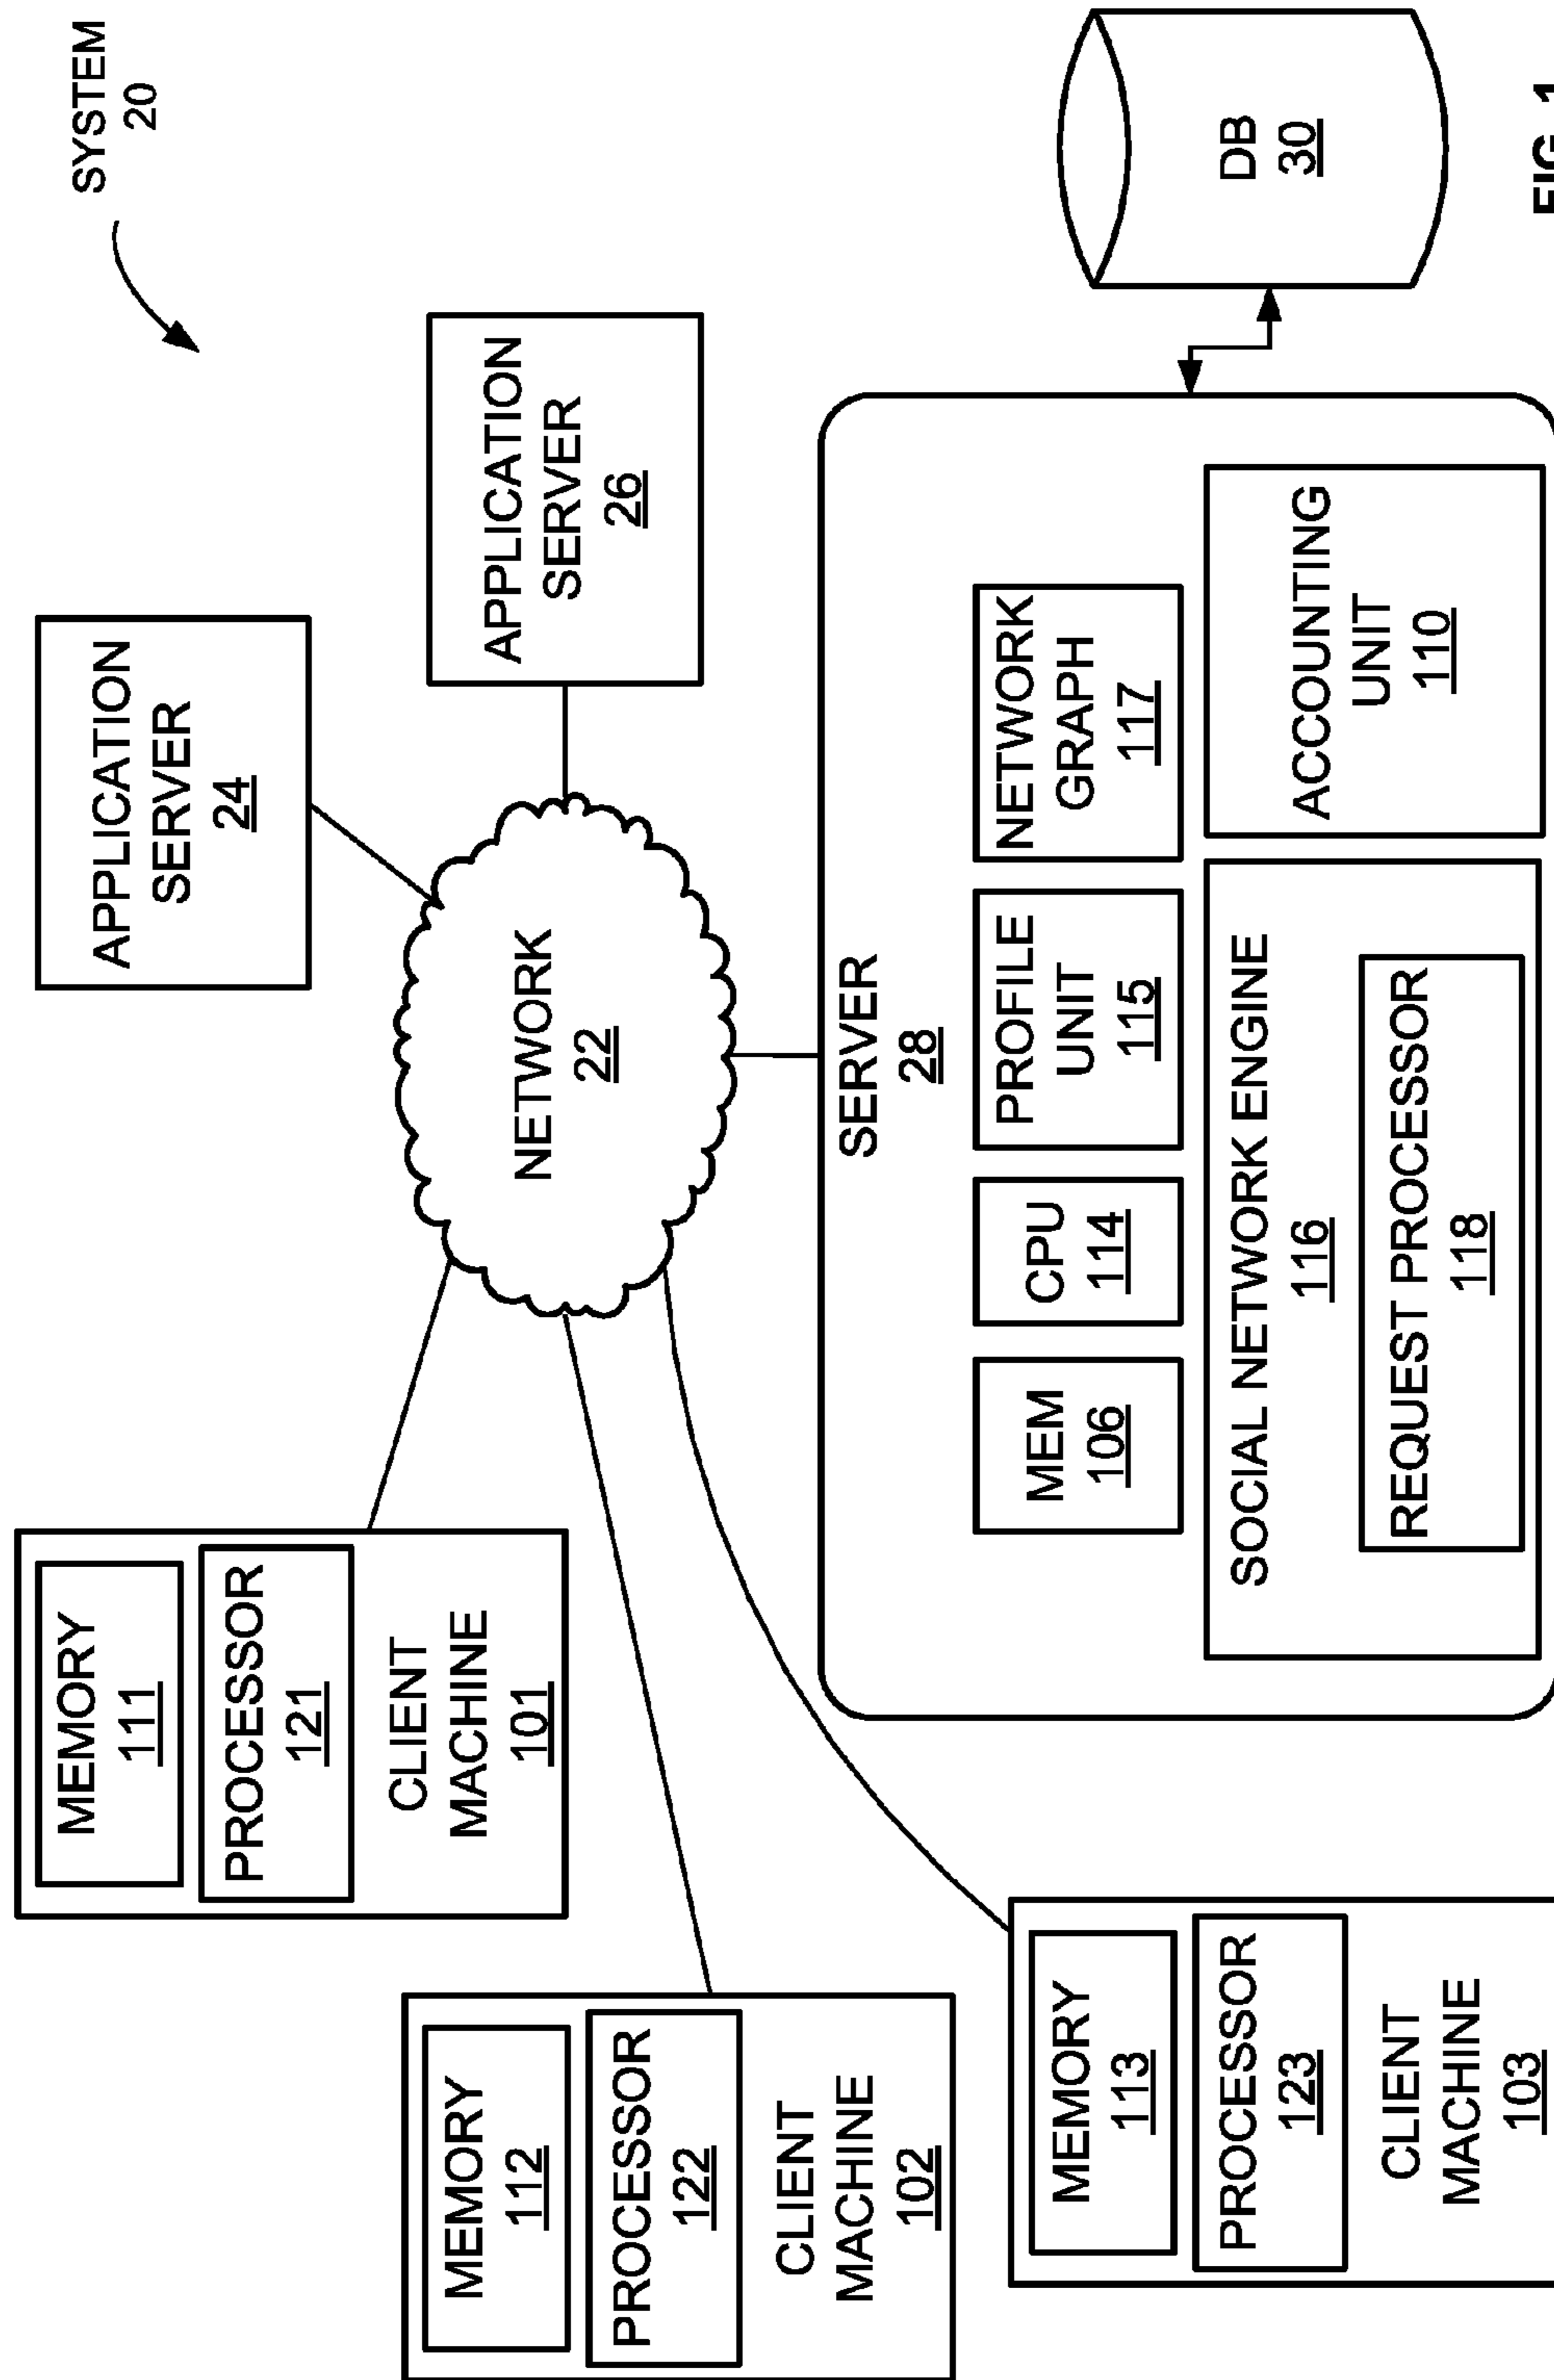 SYSTEM
20
APPLICATION
SERVER
24
APPLICATION
SERVER
26
NETWORK
22
MEMORY
111
PROCESSOR
121
CLIENT
MACHINE
101
MEMORY
112
PROCESSOR
122
CLIENT
MACHINE
102
MEMORY
113
PROCESSOR
123
CLIENT
MACHINE
103
SERVER
28
MEM
106
CPU
114
PROFILE
UNIT
115
NETWORK
GRAPH
117
SOCIAL NETWORK ENGINE
116
REQUEST PROCESSOR
118
ACCOUNTING
UNIT
110
DB
30
FIG. 1